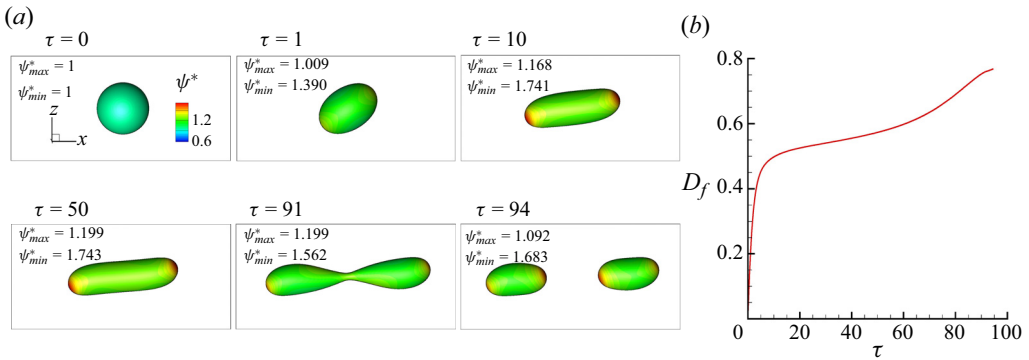 (a)
τ = 0
ψ*max = 1
ψ*min = 1
z
x
ψ*
1.2
0.6
τ = 1
ψ*max = 1.009
ψ*min = 1.390
τ = 10
ψ*max = 1.168
ψ*min = 1.741
τ = 50
ψ*max = 1.199
ψ*min = 1.743
τ = 91
ψ*max = 1.199
ψ*min = 1.562
τ = 94
ψ*max = 1.092
ψ*min = 1.683
(b)
0.8
0.6
Df
0.4
0.2
0 20 40 60 80 100
τ